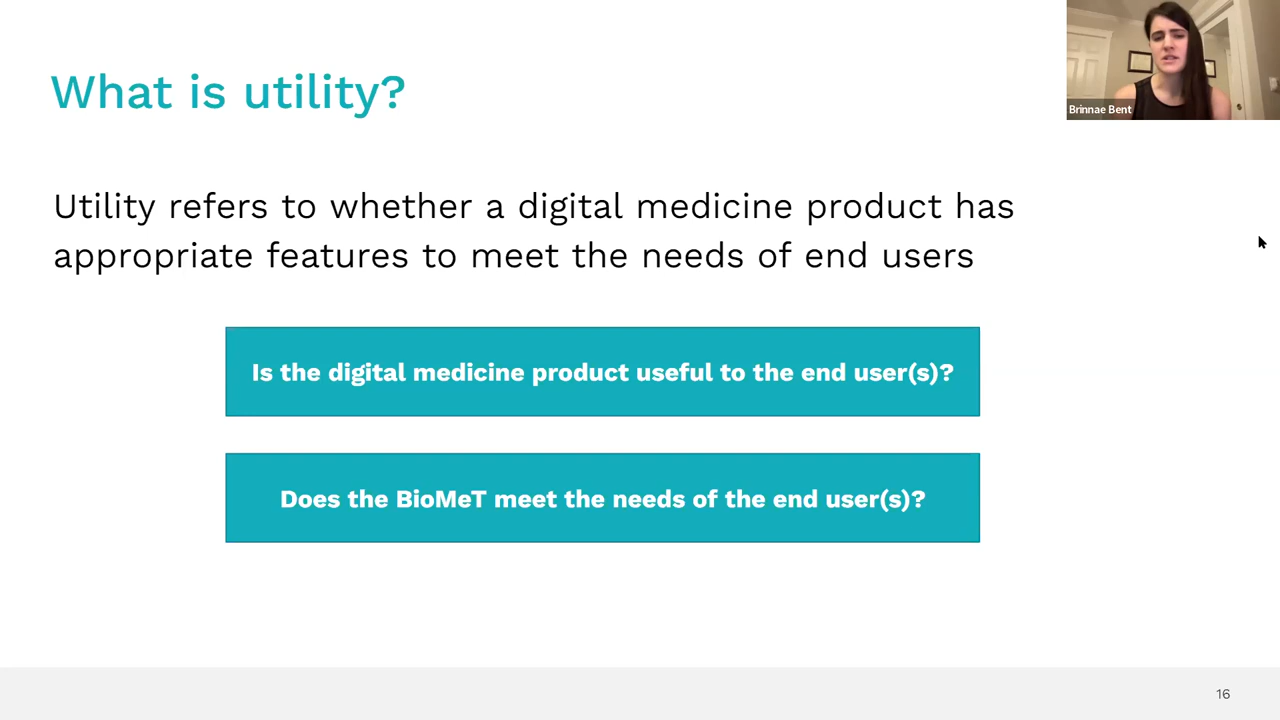 What is utility?
Brinnae Bent
Utility refers to whether a digital medicine product has
appropriate features to meet the needs of end users
Is the digital medicine product useful to the end user(s)?
Does the BioMeT meet the needs of the end user(s)?
16